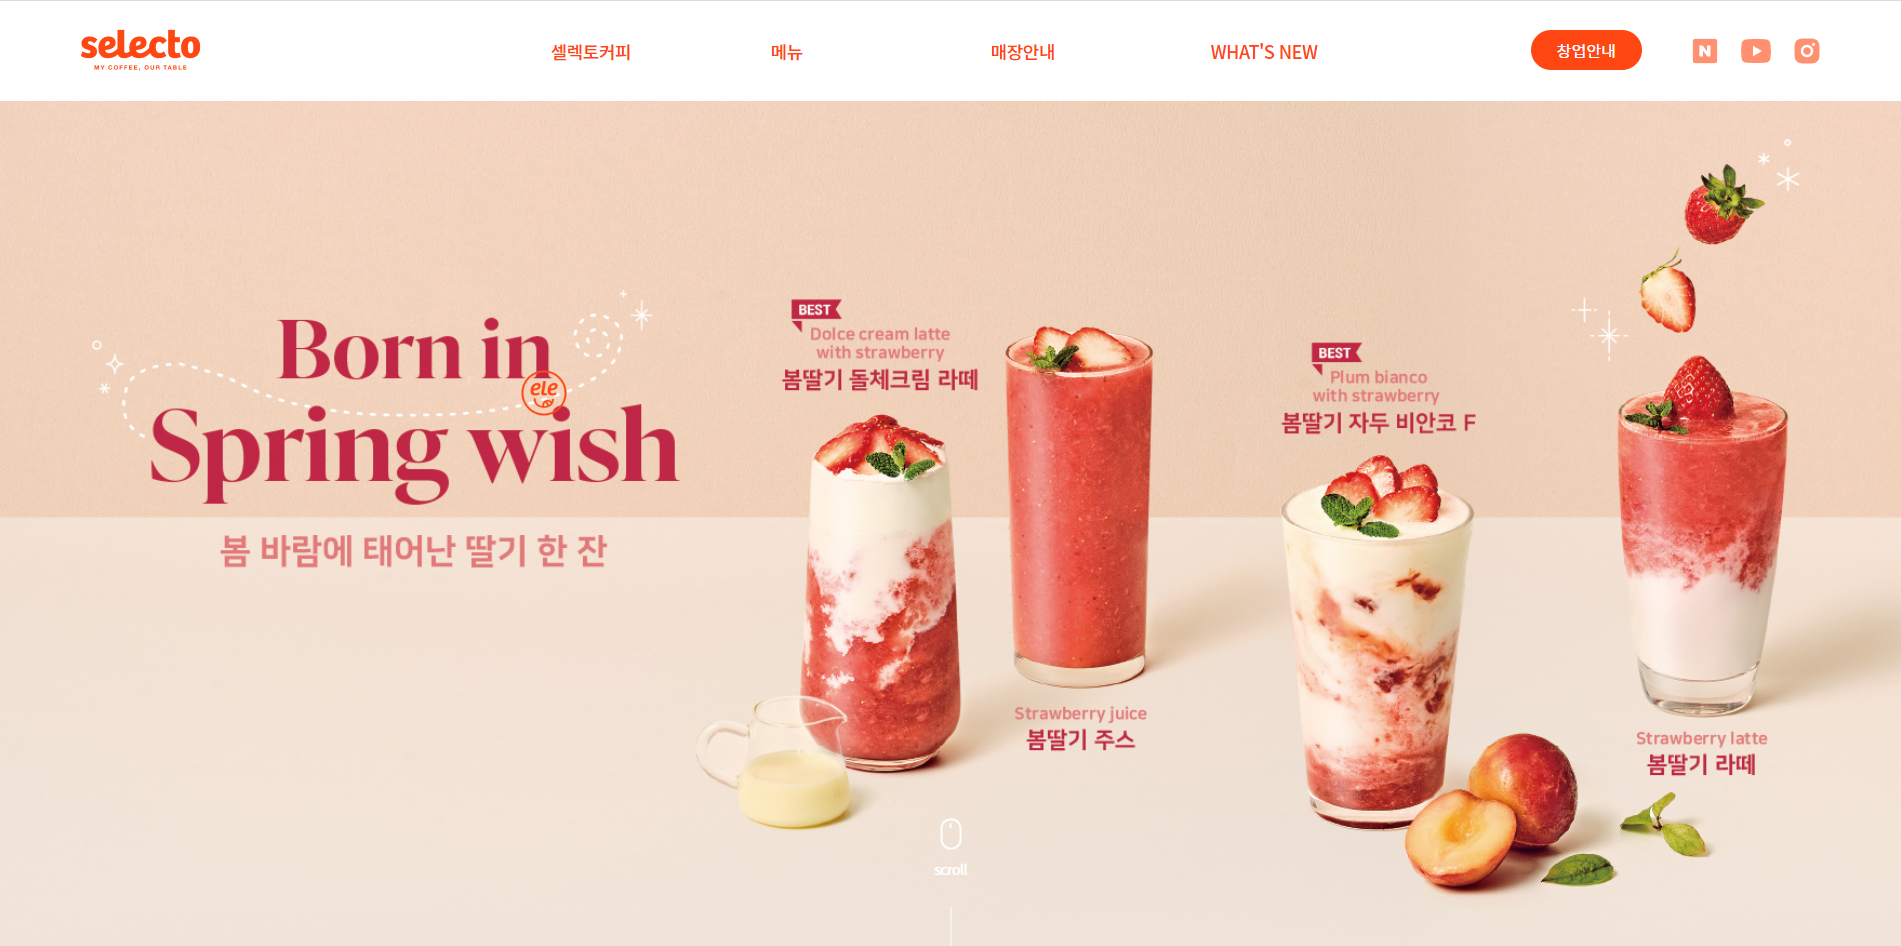 selecto
MY COFFEE, OUR TABLE
셀렉토커피
메뉴
매장안내
WHAT'S NEW
창업안내
N
Born in
ele
Spring wish
봄 바람에 태어난 딸기 한 잔
BEST
Dolce cream latte
with strawberry
봄딸기 돌체크림 라떼
Strawberry juice
봄딸기 주스
BEST
Plum bianco
with strawberry
봄딸기 자두 비안코 F
Strawberry latte
봄딸기 라떼
scroll